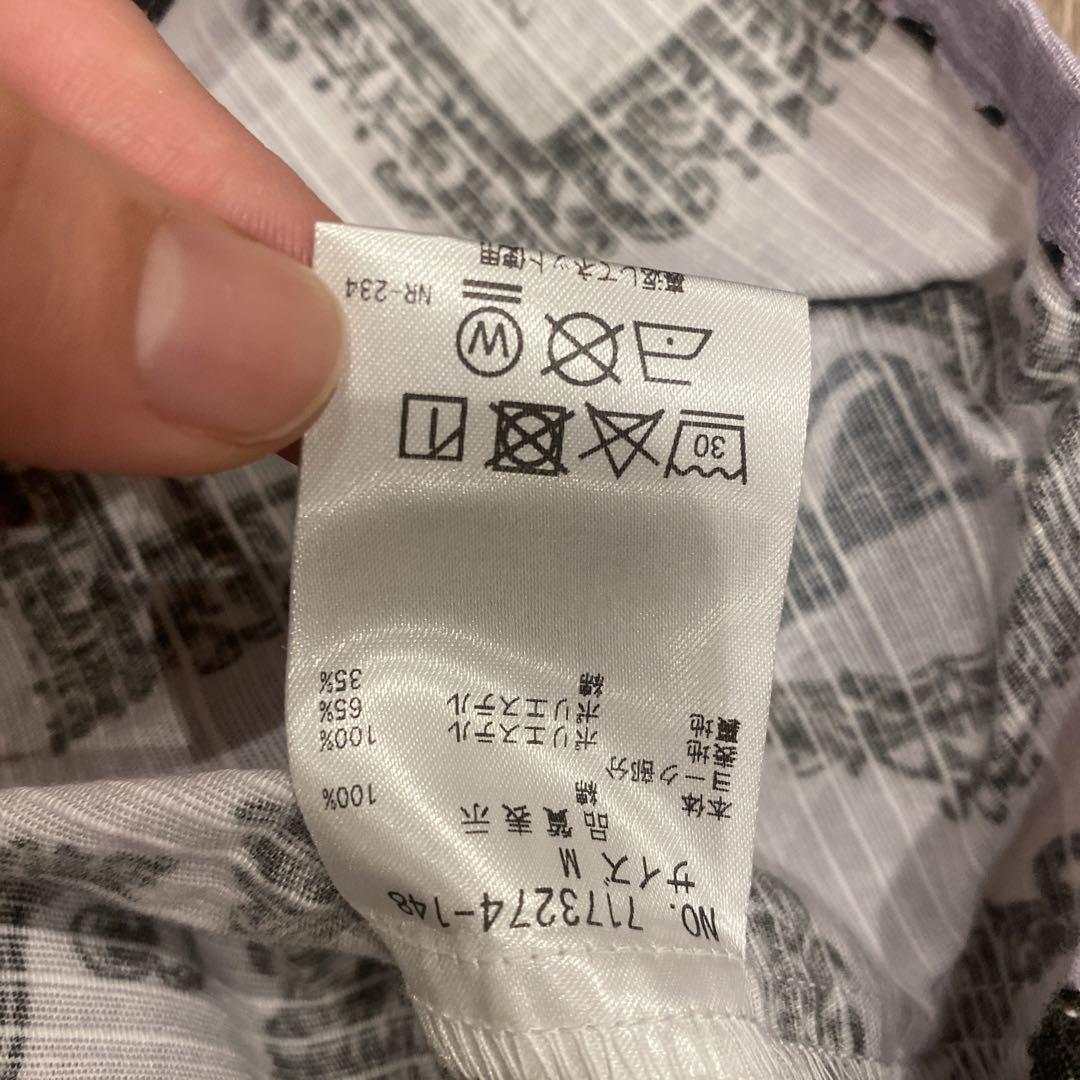 NO. 7173274-148
サイズ M
品質表示
本体 綿 100%
ヨーク部分
表地 ポリエステル 100%
裏地 ポリエステル 65%
綿 35%
30
W
裏返してネット使用
NR-234